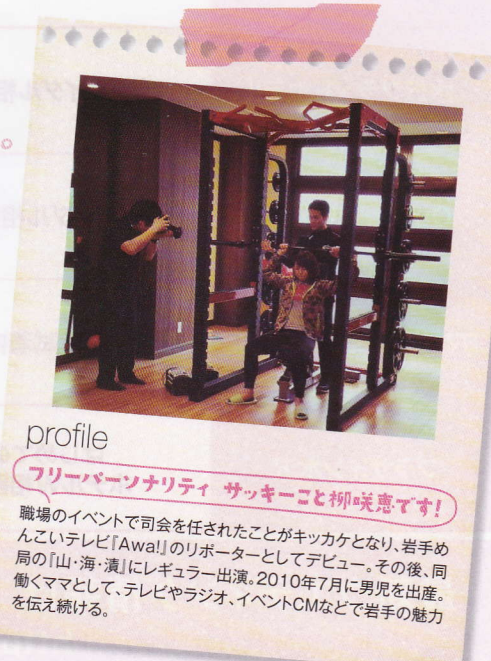 profile
フリーパーソナリティ サッキーこと柳咲恵です!
職場のイベントで司会を任されたことがキッカケとなり、岩手め
んこいテレビ『Awa!』のリポーターとしてデビュー。その後、同
局の『山・海・漬』にレギュラー出演。2010年7月に男児を出産。
働くママとして、テレビやラジオ、イベントCMなどで岩手の魅力
を伝え続ける。